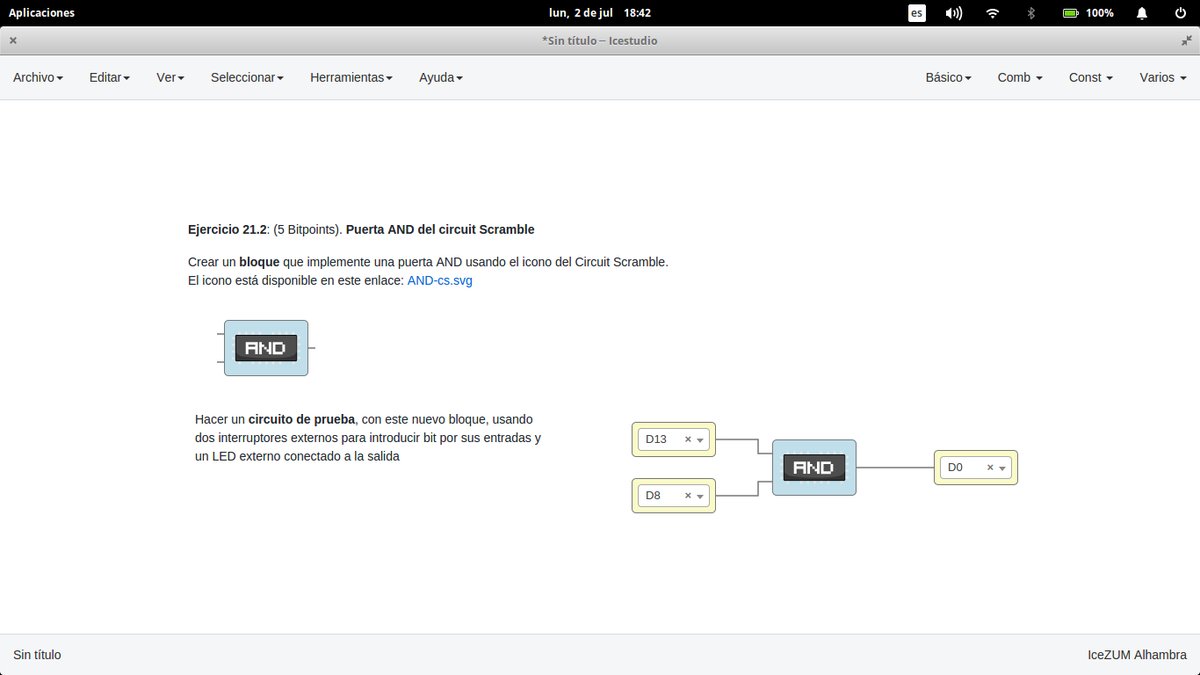 Aplicaciones lun, 2 de jul 18:42 es 100%
*Sin título – Icestudio
Archivo Editar Ver Seleccionar Herramientas Ayuda Básico Comb Const Varios
Ejercicio 21.2: (5 Bitpoints). Puerta AND del circuit Scramble
Crear un bloque que implemente una puerta AND usando el icono del Circuit Scramble.
El icono está disponible en este enlace: AND-cs.svg
AND
Hacer un circuito de prueba, con este nuevo bloque, usando
dos interruptores externos para introducir bit por sus entradas y
un LED externo conectado a la salida
D13
D8
AND
D0
Sin título IceZUM Alhambra